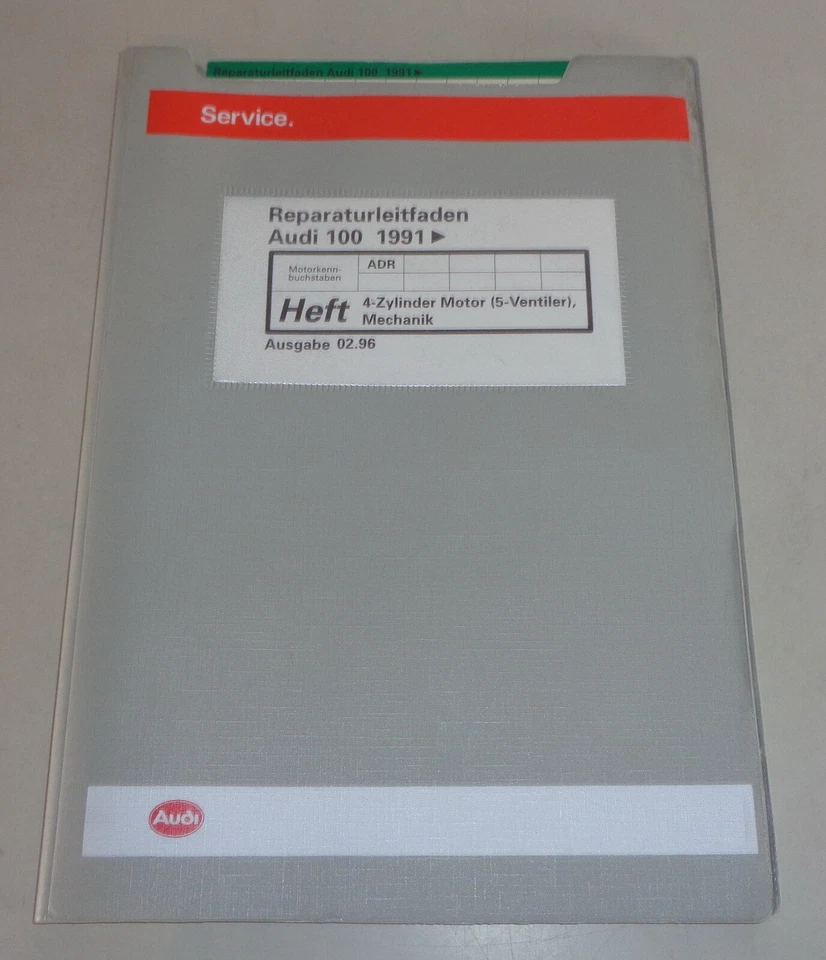 Reparaturleitfaden Audi 100 1991►
Service.
Reparaturleitfaden
Audi 100 1991►
Motorkenn-
buchstaben
ADR
Heft
4-Zylinder Motor (5-Ventiler),
Mechanik
Ausgabe 02.96
Audi